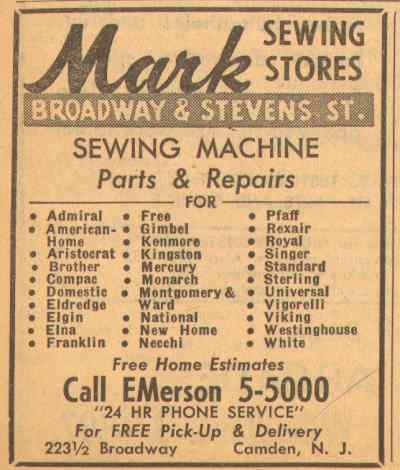 Mark SEWING STORES
BROADWAY & STEVENS ST.
SEWING MACHINE
Parts & Repairs
FOR
• Admiral
• American-
Home
• Aristocrat
• Brother
• Compac
• Domestic
• Eldredge
• Elgin
• Elna
• Franklin
• Free
• Gimbel
• Kenmore
• Kingston
• Mercury
• Monarch
• Montgomery &
Ward
• National
• New Home
• Necchi
• Pfaff
• Rexair
• Royal
• Singer
• Standard
• Sterling
• Universal
• Vigorelli
• Viking
• Westinghouse
• White
Free Home Estimates
Call EMerson 5-5000
"24 HR PHONE SERVICE"
For FREE Pick-Up & Delivery
223½ Broadway Camden, N. J.